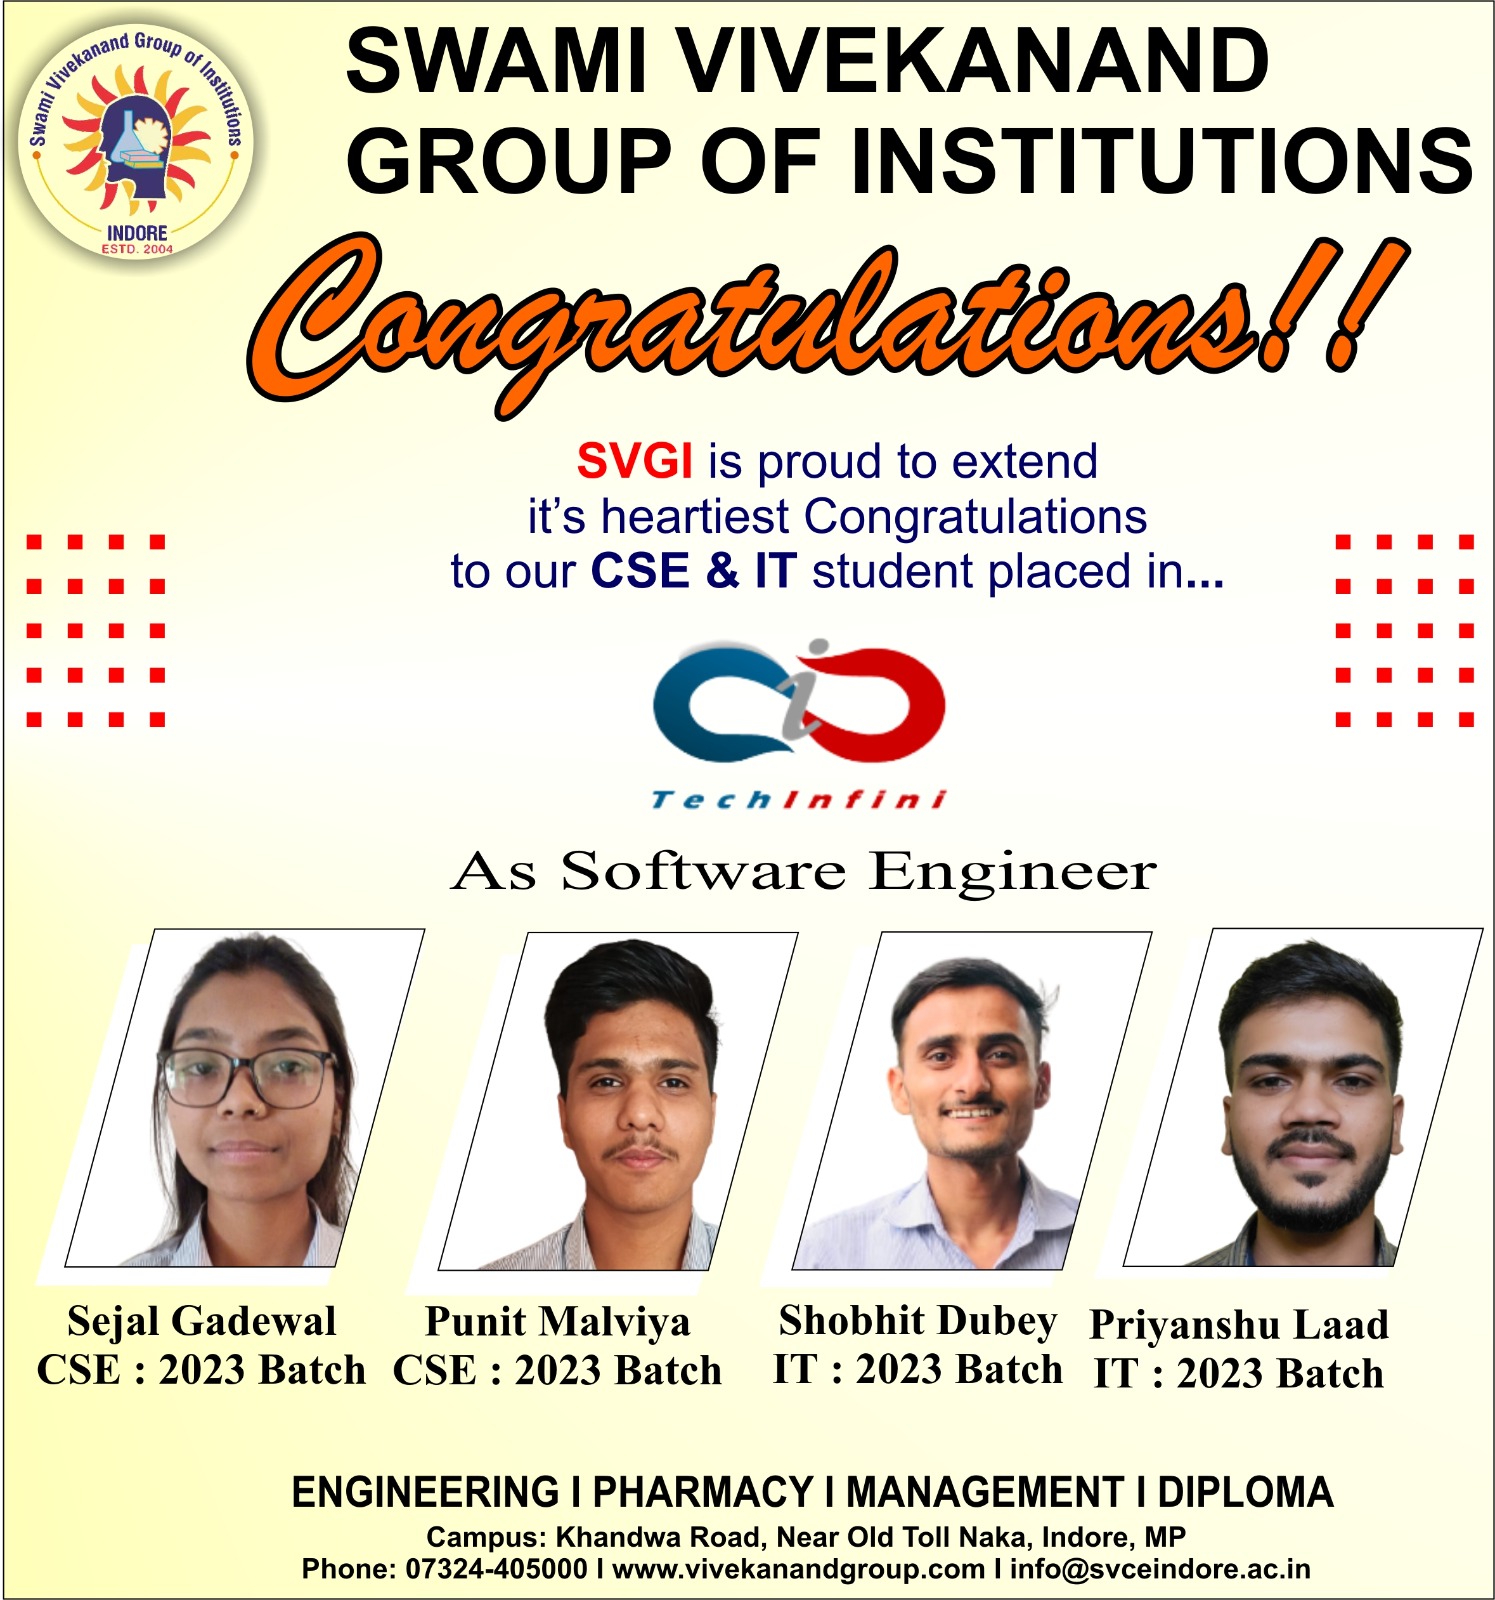 Swami Vivekanand Group of Institutions
INDORE
ESTD. 2004
SWAMI VIVEKANAND
GROUP OF INSTITUTIONS
Congratulations!!
SVGI is proud to extend
it’s heartiest Congratulations
to our CSE & IT student placed in...
i
TechInfini
As Software Engineer
Sejal Gadewal
CSE : 2023 Batch
Punit Malviya
CSE : 2023 Batch
Shobhit Dubey
IT : 2023 Batch
Priyanshu Laad
IT : 2023 Batch
ENGINEERING I PHARMACY I MANAGEMENT I DIPLOMA
Campus: Khandwa Road, Near Old Toll Naka, Indore, MP
Phone: 07324-405000 I www.vivekanandgroup.com I info@svceindore.ac.in